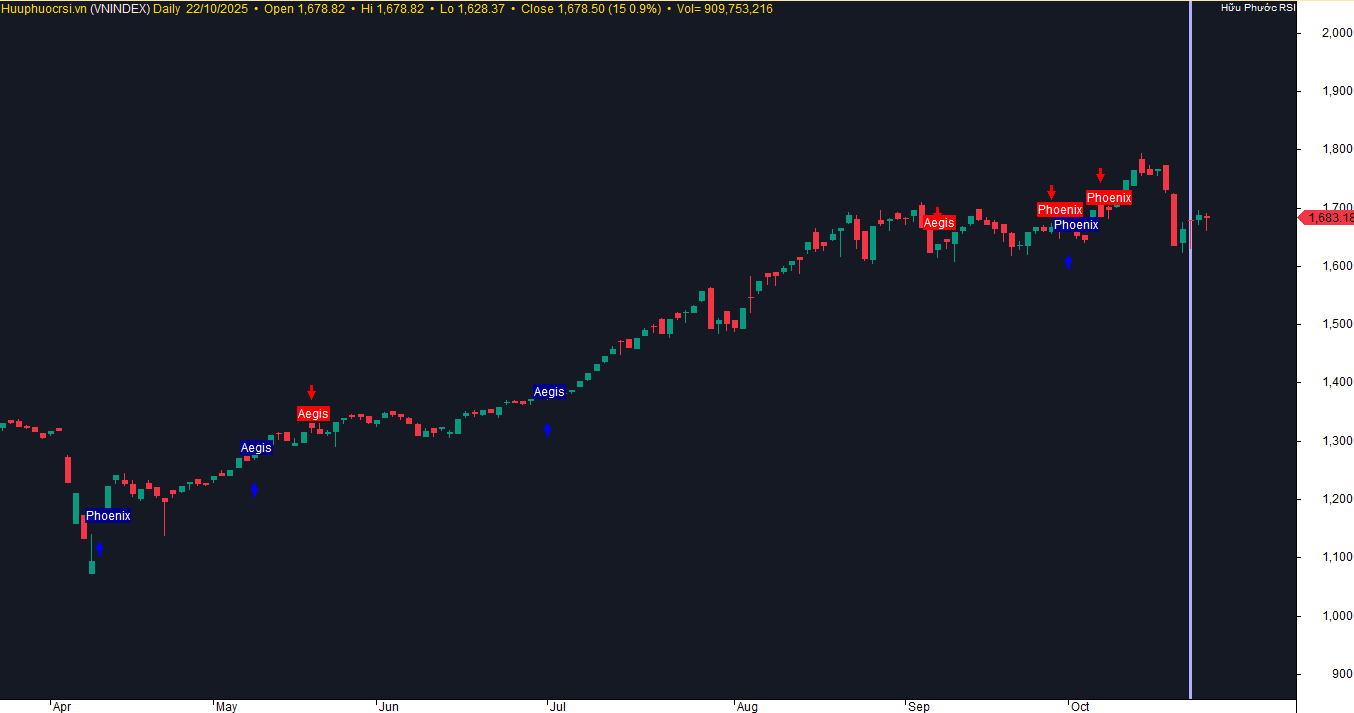 Huuphuocrsi.vn (VNINDEX) Daily 22/10/2025 • Open 1,678.82 • Hi 1,678.82 • Lo 1,628.37 • Close 1,678.50 (15 0.9%) • Vol= 909,753,216
Hữu Phước RSI
2,000
1,900
1,800
Phoenix
1,700
Phoenix
1,683.18
Aegis
Phoenix
1,600
1,500
1,400
Aegis
Aegis
1,300
Aegis
1,200
Phoenix
1,100
1,000
900
Apr May Jun Jul Aug Sep Oct